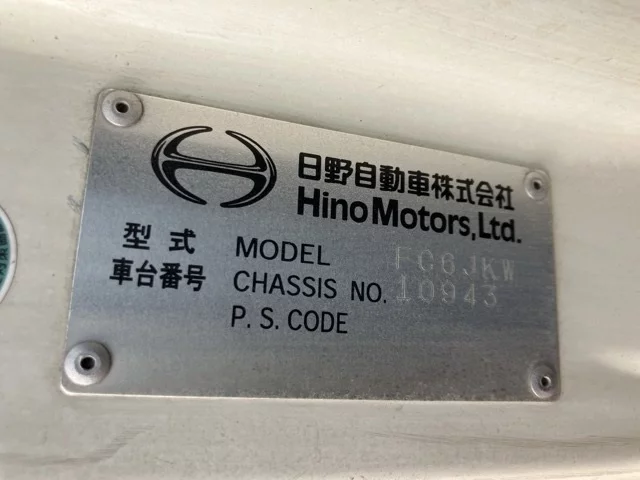 日野自動車株式会社
Hino Motors, Ltd.
型式 MODEL FC6JKW
車台番号 CHASSIS NO. 10943
P. S. CODE